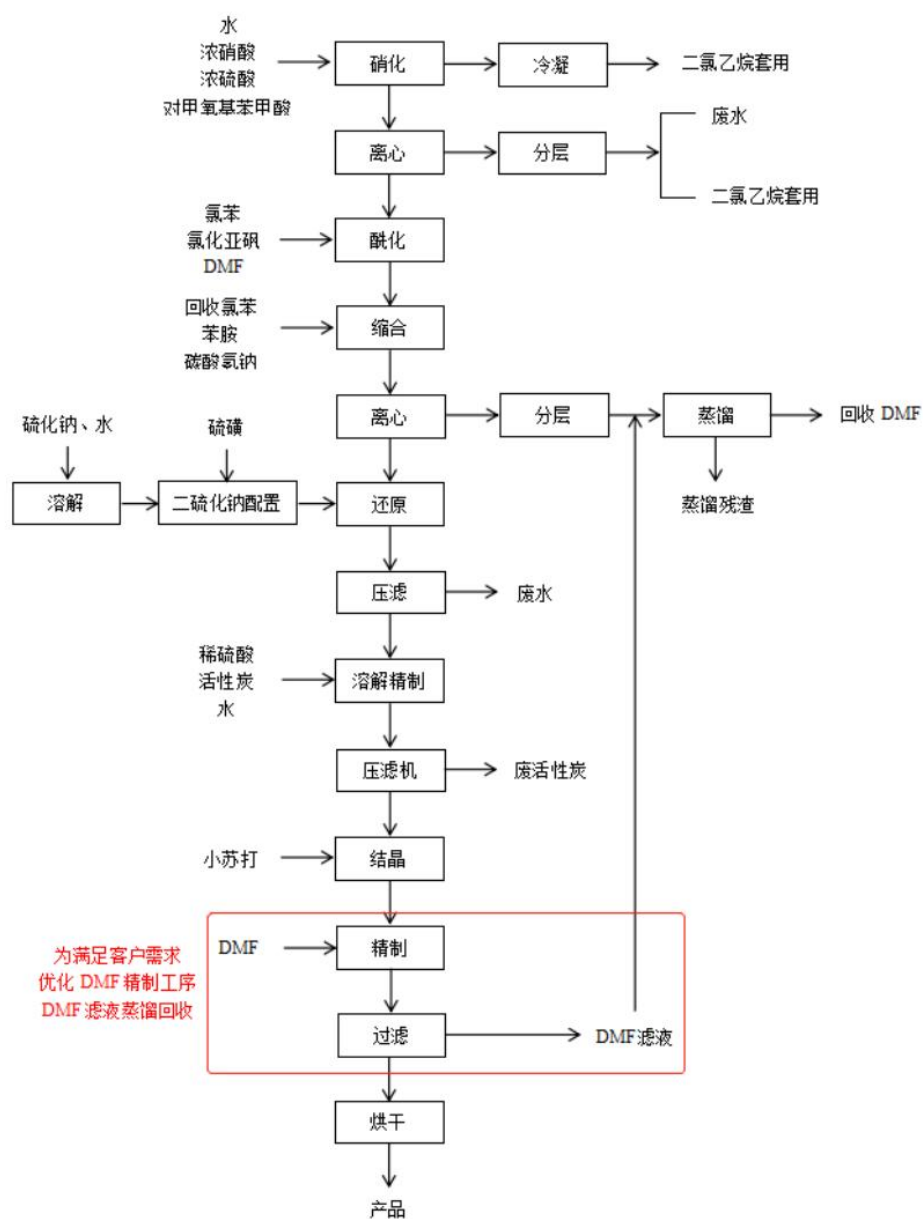 水
浓硝酸
浓硫酸
对甲氧基苯甲酸
硝化
冷凝
二氯乙烷套用
离心
分层
废水
二氯乙烷套用
氯苯
氯化亚砜
DMF
酰化
回收氯苯
苯胺
碳酸氢钠
缩合
离心
分层
蒸馏
回收 DMF
蒸馏残渣
硫化钠、水
硫磺
溶解
二硫化钠配置
还原
压滤
废水
稀硫酸
活性炭
水
溶解精制
压滤机
废活性炭
小苏打
结晶
为满足客户需求
优化 DMF 精制工序
DMF 滤液蒸馏回收
DMF
精制
过滤
DMF 滤液
烘干
产品